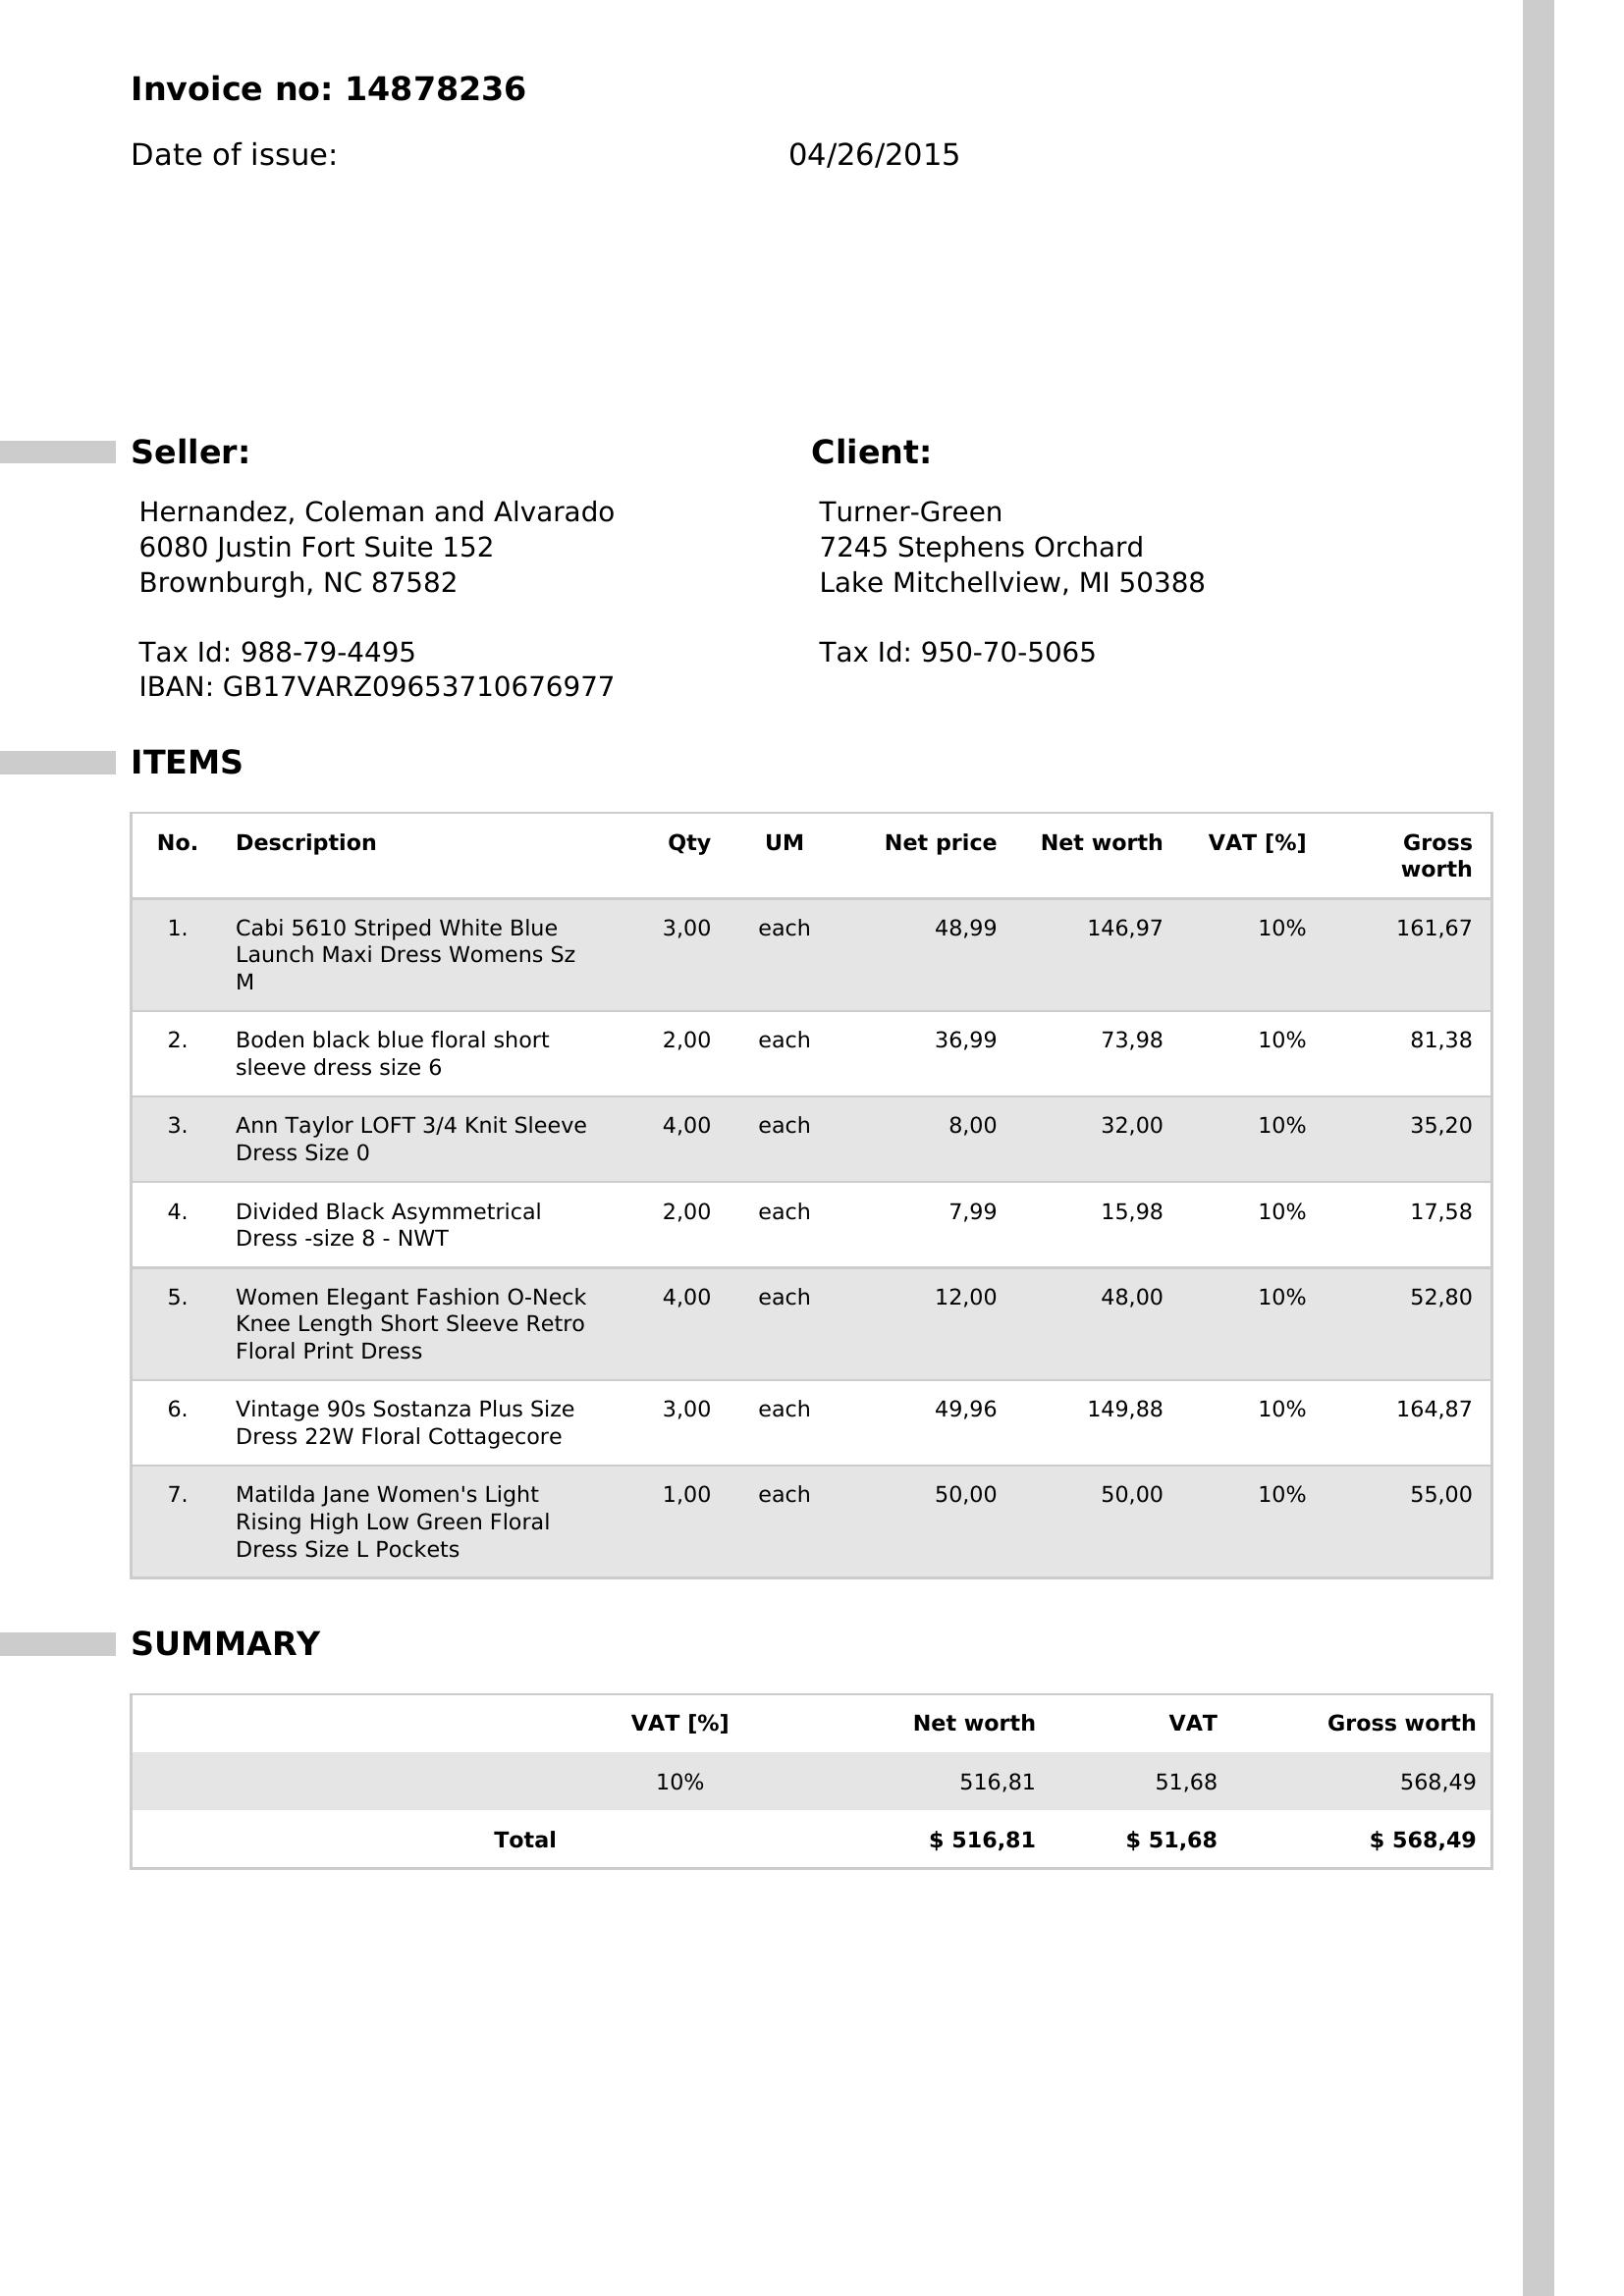 Invoice no: 14878236
Date of issue: 04/26/2015
Seller:
Hernandez, Coleman and Alvarado
6080 Justin Fort Suite 152
Brownburgh, NC 87582
Tax Id: 988-79-4495
IBAN: GB17VARZ09653710676977
Client:
Turner-Green
7245 Stephens Orchard
Lake Mitchellview, MI 50388
Tax Id: 950-70-5065
ITEMS
No. Description Qty UM Net price Net worth VAT [%] Gross
worth
1. Cabi 5610 Striped White Blue 3,00 each 48,99 146,97 10% 161,67
Launch Maxi Dress Womens Sz
M
2. Boden black blue floral short 2,00 each 36,99 73,98 10% 81,38
sleeve dress size 6
3. Ann Taylor LOFT 3/4 Knit Sleeve 4,00 each 8,00 32,00 10% 35,20
Dress Size 0
4. Divided Black Asymmetrical 2,00 each 7,99 15,98 10% 17,58
Dress -size 8 - NWT
5. Women Elegant Fashion O-Neck 4,00 each 12,00 48,00 10% 52,80
Knee Length Short Sleeve Retro
Floral Print Dress
6. Vintage 90s Sostanza Plus Size 3,00 each 49,96 149,88 10% 164,87
Dress 22W Floral Cottagecore
7. Matilda Jane Women's Light 1,00 each 50,00 50,00 10% 55,00
Rising High Low Green Floral
Dress Size L Pockets
SUMMARY
VAT [%] Net worth VAT Gross worth
10% 516,81 51,68 568,49
Total $ 516,81 $ 51,68 $ 568,49